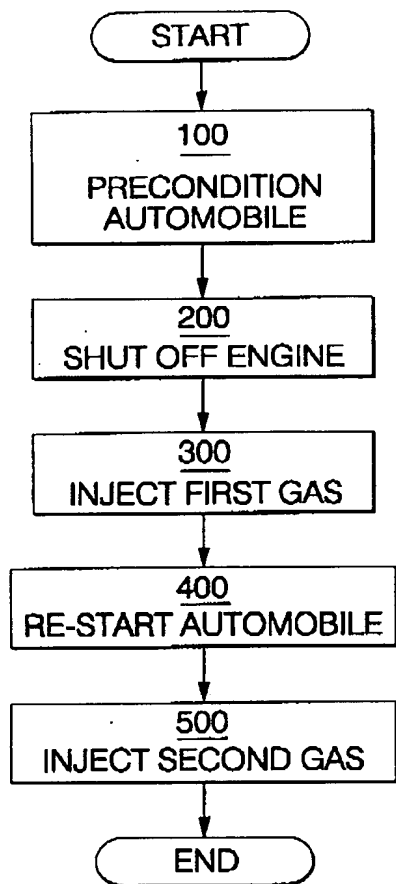 START
100
PRECONDITION
AUTOMOBILE
200
SHUT OFF ENGINE
300
INJECT FIRST GAS
400
RE-START AUTOMOBILE
500
INJECT SECOND GAS
END